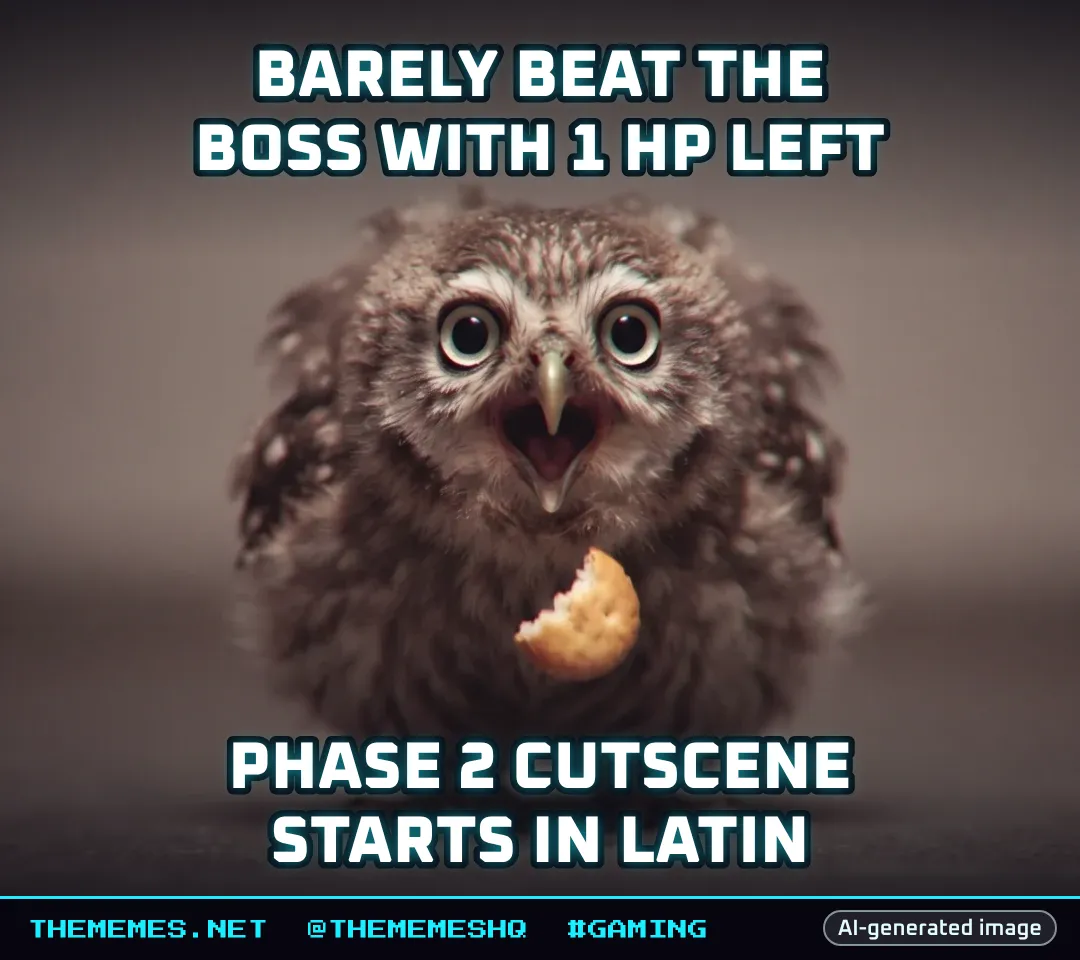 BARELY BEAT THE
BOSS WITH 1 HP LEFT
PHASE 2 CUTSCENE
STARTS IN LATIN
THEMEMES.NET @THEMEMESHQ #GAMING AI-generated image